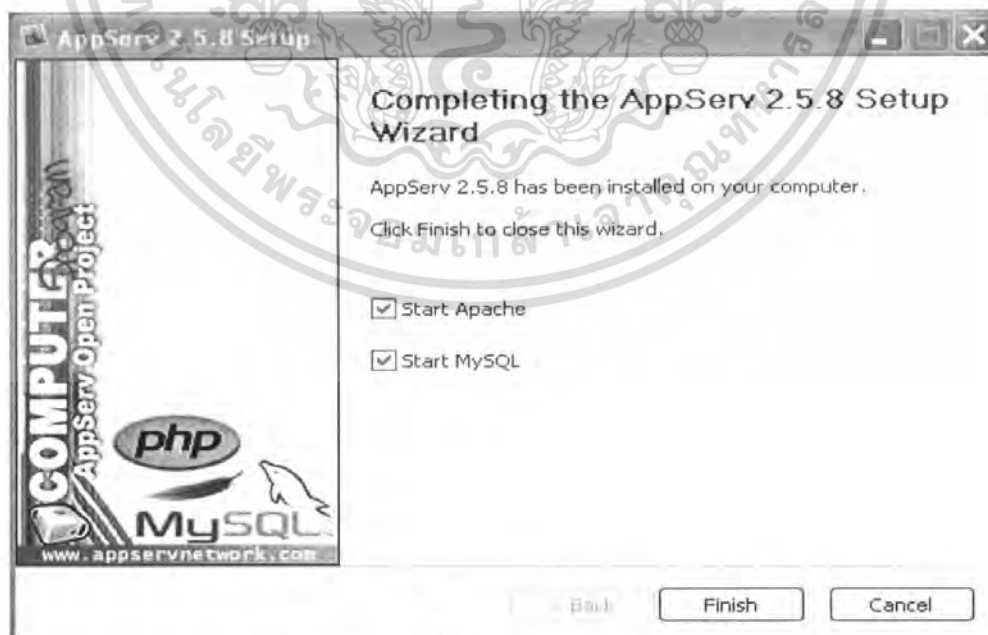 AppServ 2.5.8 Setup
Completing the AppServ 2.5.8 Setup
Wizard
AppServ 2.5.8 has been installed on your computer.
Click Finish to close this wizard.
Start Apache
Start MySQL
COMPUTER
Program
AppServ Open Project
php
MySQL
www.appservnetwork.com
Back
Finish
Cancel